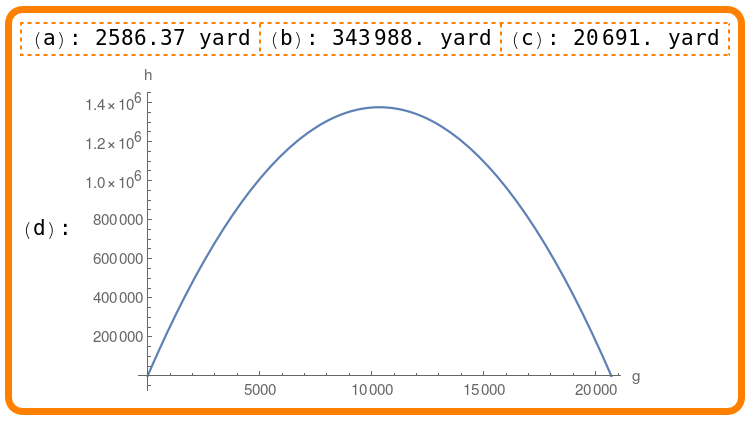 (a): 2586.37 yard (b): 343988. yard (c): 20691. yard
h
1.4×10^6
1.2×10^6
1.0×10^6
800000
(d):
600000
400000
200000
g
5000 10000 15000 20000